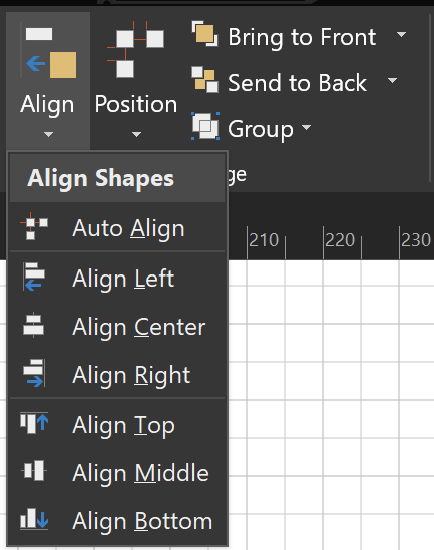 Align
Position
Bring to Front
Send to Back
Group
ge
Align Shapes
Auto Align
Align Left
Align Center
Align Right
Align Top
Align Middle
Align Bottom
210 220 230